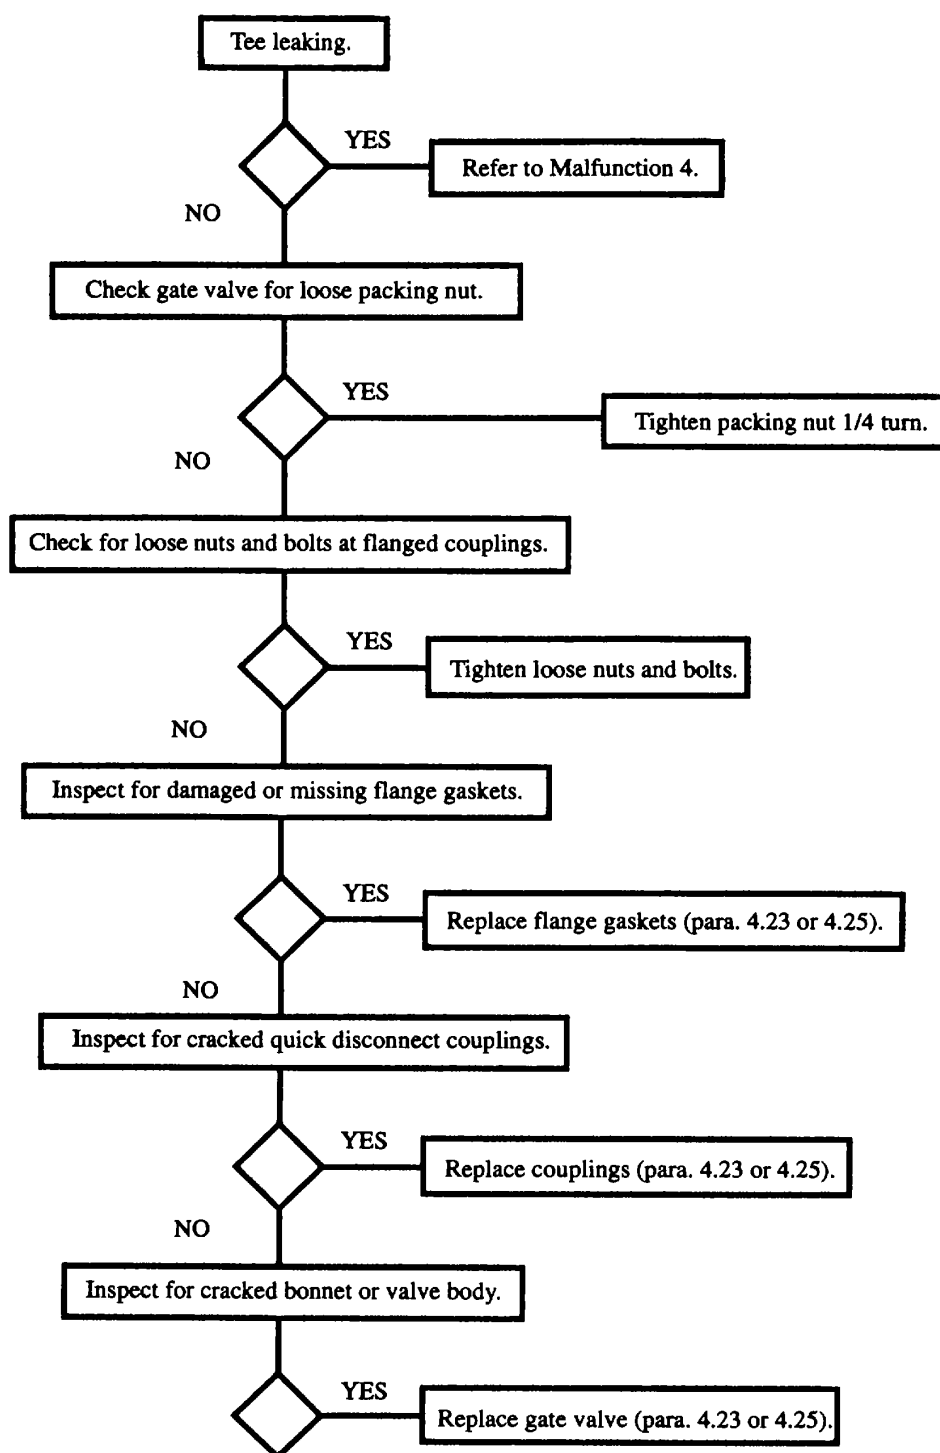 Tee leaking.
YES
Refer to Malfunction 4.
NO
Check gate valve for loose packing nut.
YES
Tighten packing nut 1/4 turn.
NO
Check for loose nuts and bolts at flanged couplings.
YES
Tighten loose nuts and bolts.
NO
Inspect for damaged or missing flange gaskets.
YES
Replace flange gaskets (para. 4.23 or 4.25).
NO
Inspect for cracked quick disconnect couplings.
YES
Replace couplings (para. 4.23 or 4.25).
NO
Inspect for cracked bonnet or valve body.
YES
Replace gate valve (para. 4.23 or 4.25).